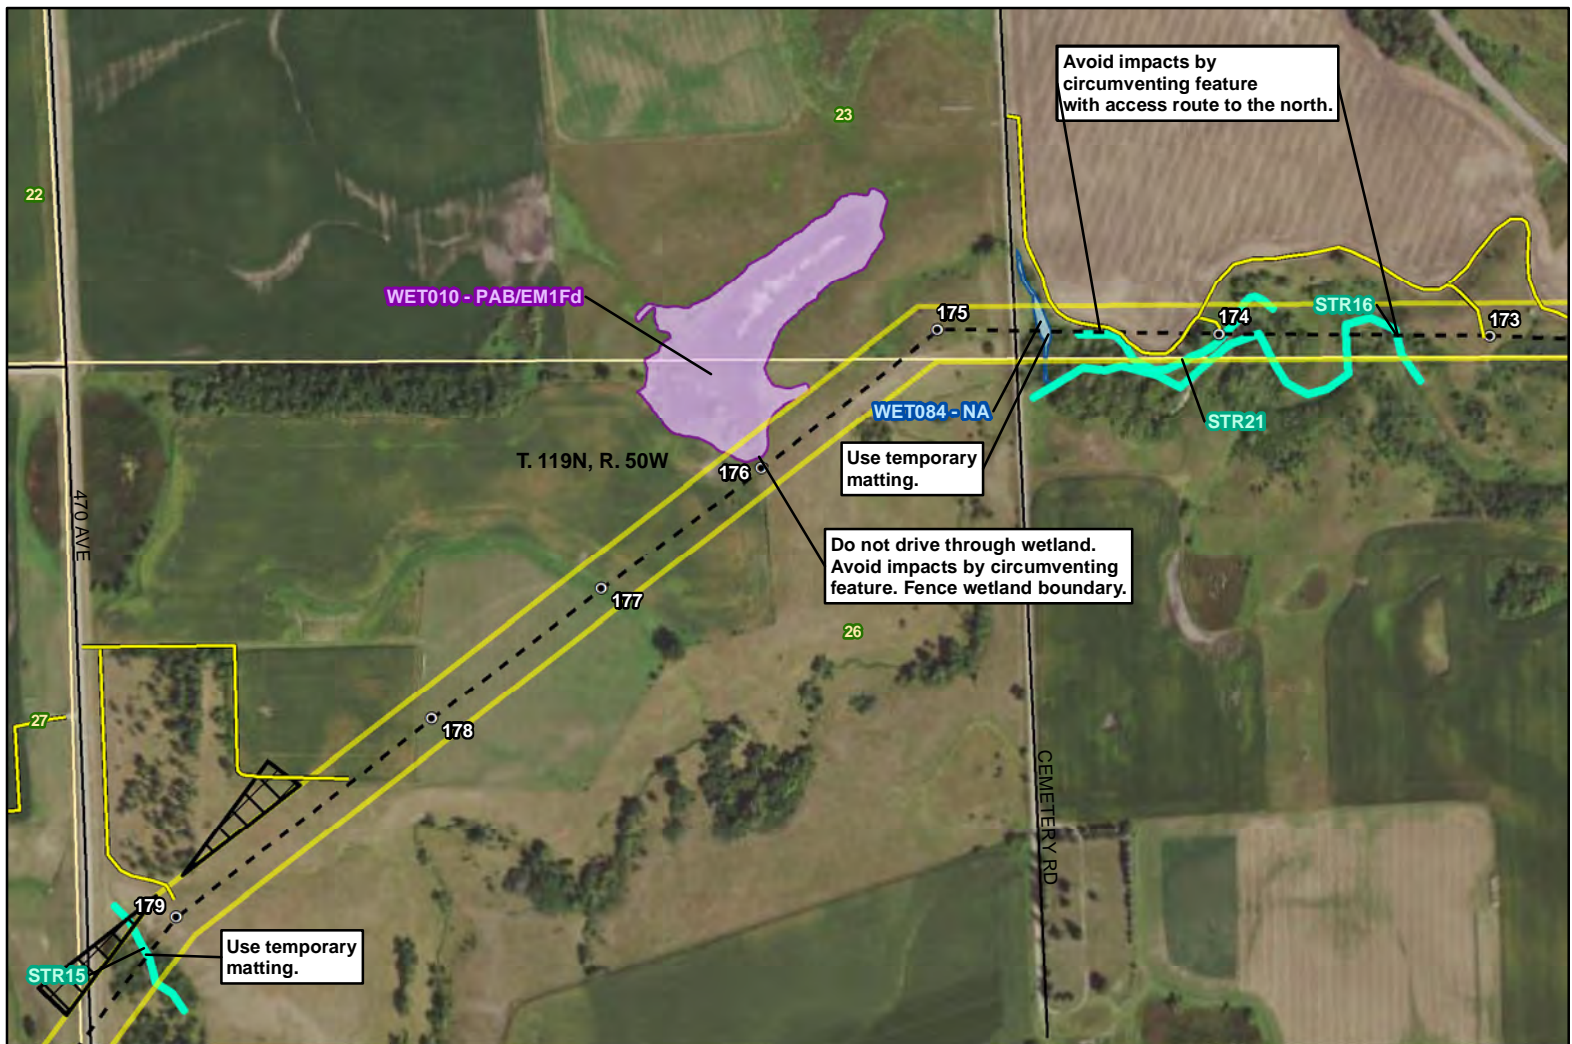 Avoid impacts by
circumventing feature
with access route to the north.
23
22
WET010 - PAB/EM1Fd
STR16
175
174
173
WET084 - NA
STR21
T. 119N, R. 50W
176
Use temporary
matting.
470 AVE
Do not drive through wetland.
Avoid impacts by circumventing
feature. Fence wetland boundary.
177
26
27
178
CEMETERY RD
179
Use temporary
matting.
STR15